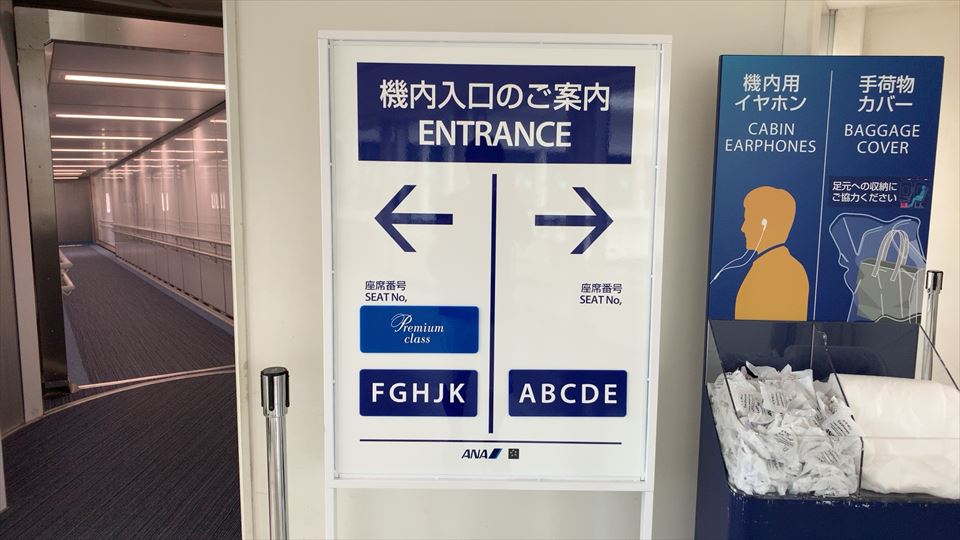 機内入口のご案内
ENTRANCE
座席番号
SEAT No,
Premium
class
FGHJK
座席番号
SEAT No,
ABCDE
ANA
機内用
イヤホン
CABIN
EARPHONES
手荷物
カバー
BAGGAGE
COVER
足元への収納に
ご協力ください